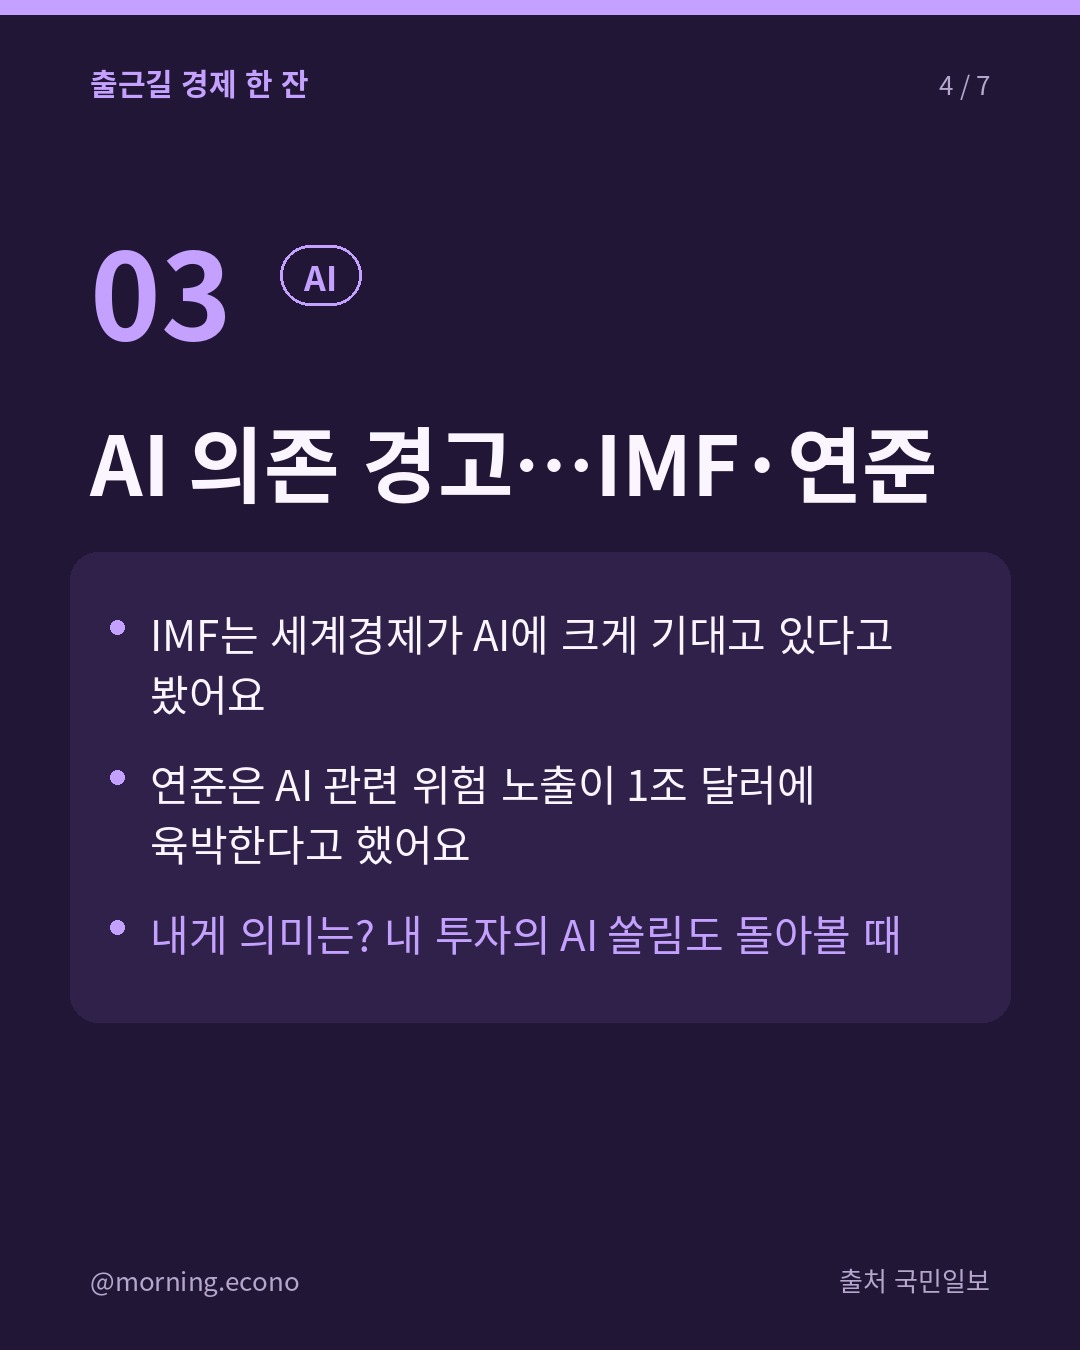 출근길 경제 한 잔
4 / 7
03
AI
AI 의존 경고…IMF·연준
IMF는 세계경제가 AI에 크게 기대고 있다고
봤어요
연준은 AI 관련 위험 노출이 1조 달러에
육박한다고 했어요
내게 의미는? 내 투자의 AI 쏠림도 돌아볼 때
@morning.econo
출처 국민일보